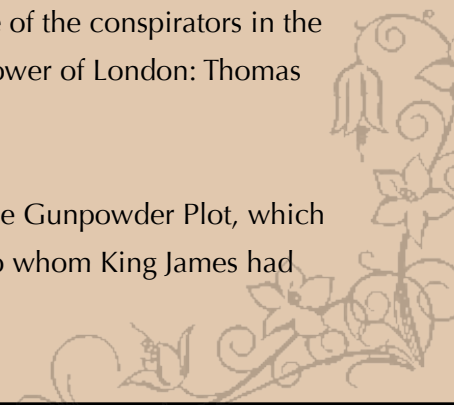 of the conspirators in the
ower of London: Thomas
e Gunpowder Plot, which
whom King James had